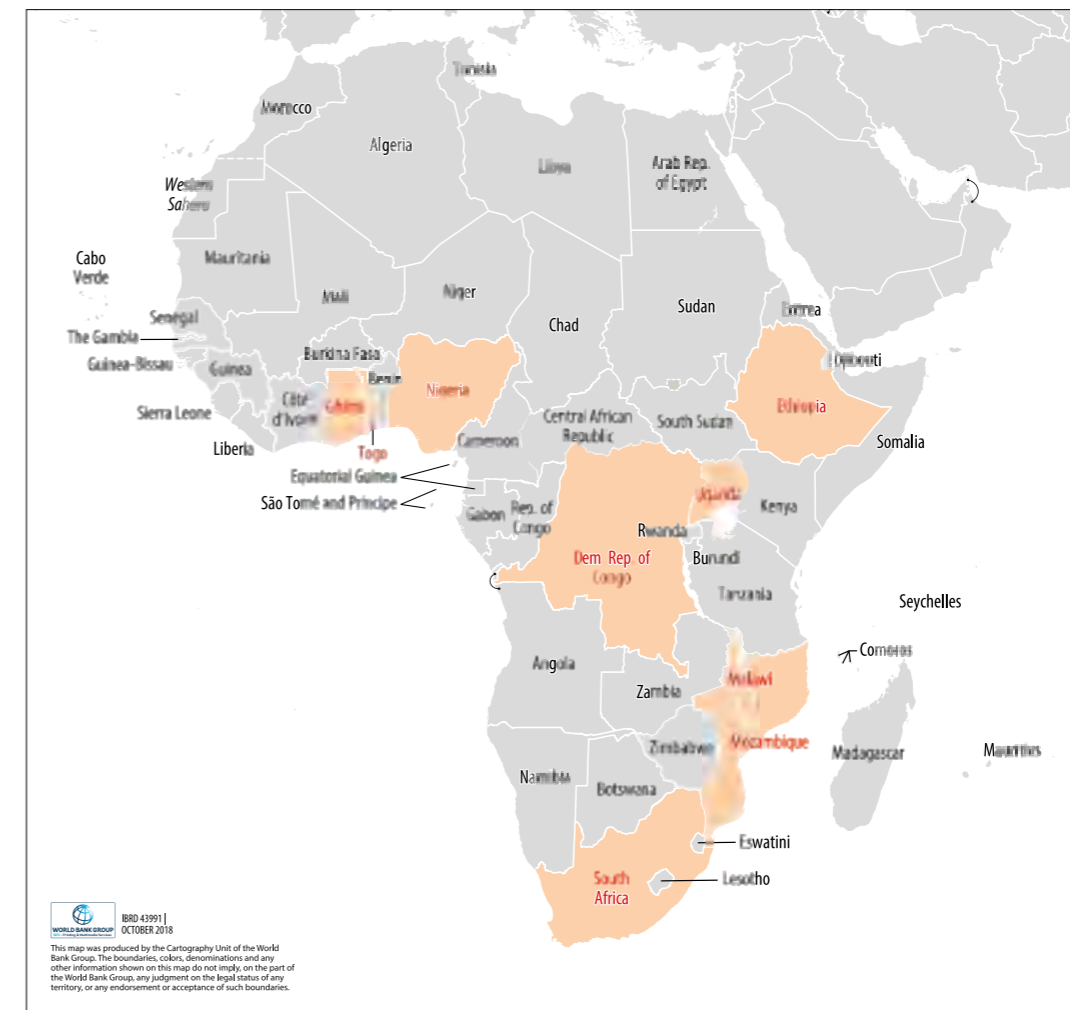 Tunisia
Morocco
Algeria
Libya
Arab Rep.
of Egypt
Western
Sahara
Cabo
Verde
Mauritania
Mali
Niger
Chad
Sudan
Eritrea
Senegal
The Gambia
Guinea-Bissau
Guinea
Burkina Faso
Benin
Nigeria
Djibouti
Ethiopia
Sierra Leone
Côte
d'Ivoire
Ghana
Togo
Liberia
Cameroon
Central African
Republic
South Sudan
Somalia
Equatorial Guinea
São Tomé and Príncipe
Gabon
Rep. of
Congo
Uganda
Kenya
Rwanda
Dem Rep. of
Congo
Burundi
Tanzania
Seychelles
Comoros
Angola
Zambia
Malawi
Mozambique
Zimbabwe
Madagascar
Mauritius
Namibia
Botswana
Eswatini
Lesotho
South
Africa
WORLD BANK GROUP
IBRD 43991 |
OCTOBER 2018
This map was produced by the Cartography Unit of the World
Bank Group. The boundaries, colors, denominations and any
other information shown on this map do not imply, on the part of
the World Bank Group, any judgment on the legal status of any
territory, or any endorsement or acceptance of such boundaries.